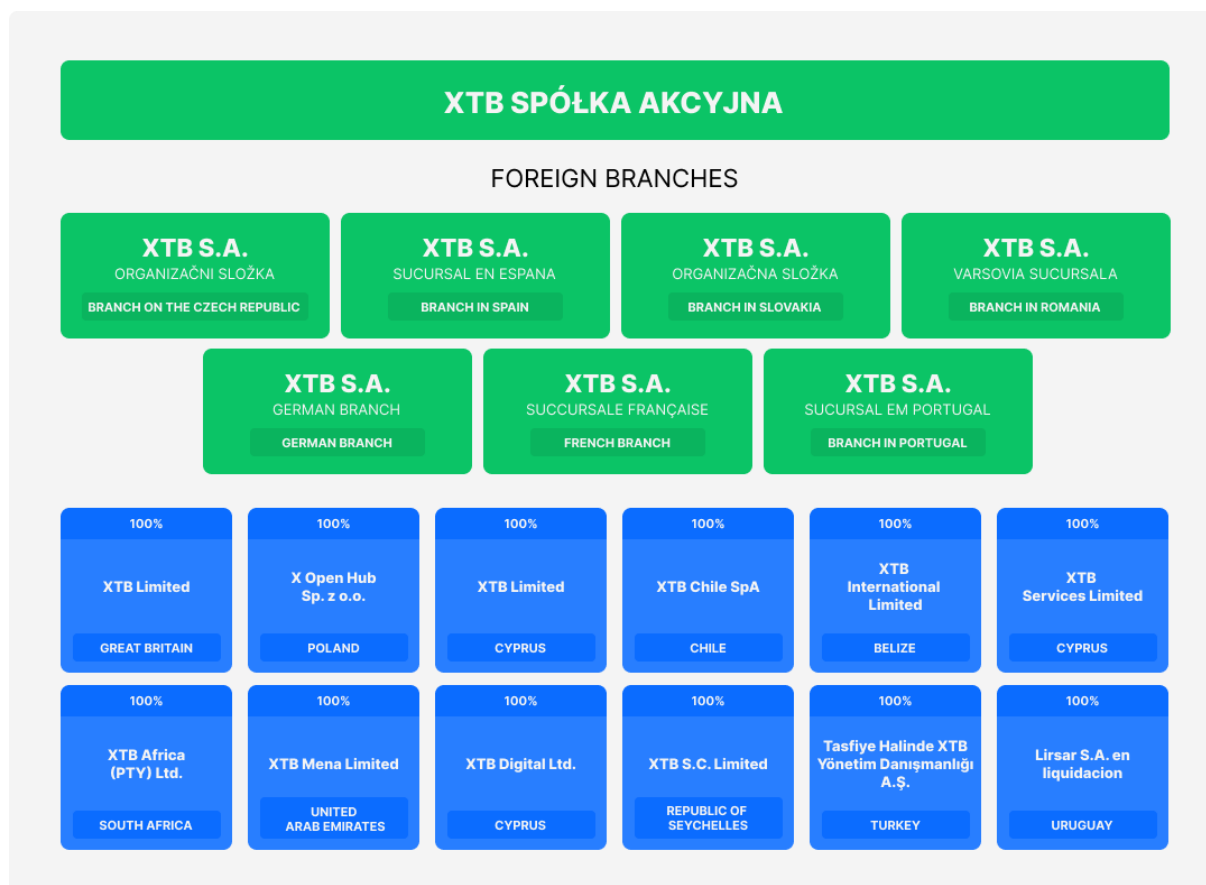 XTB SPÓŁKA AKCYJNA
FOREIGN BRANCHES
XTB S.A.
ORGANIZAČNI SLOŽKA
BRANCH ON THE CZECH REPUBLIC
XTB S.A.
SUCURSAL EN ESPANA
BRANCH IN SPAIN
XTB S.A.
ORGANIZAČNA SLOŽKA
BRANCH IN SLOVAKIA
XTB S.A.
VARSOVIA SUCURSALA
BRANCH IN ROMANIA
XTB S.A.
GERMAN BRANCH
GERMAN BRANCH
XTB S.A.
SUCCURSALE FRANÇAISE
FRENCH BRANCH
XTB S.A.
SUCURSAL EM PORTUGAL
BRANCH IN PORTUGAL
100%
XTB Limited
GREAT BRITAIN
100%
X Open Hub
Sp. z o.o.
POLAND
100%
XTB Limited
CYPRUS
100%
XTB Chile SpA
CHILE
100%
XTB
International
Limited
BELIZE
100%
XTB
Services Limited
CYPRUS
100%
XTB Africa
(PTY) Ltd.
SOUTH AFRICA
100%
XTB Mena Limited
UNITED
ARAB EMIRATES
100%
XTB Digital Ltd.
CYPRUS
100%
XTB S.C. Limited
REPUBLIC OF
SEYCHELLES
100%
Tasfiye Halinde XTB
Yönetim Danışmanlığı
A.Ş.
TURKEY
100%
Lirsar S.A. en
liquidacion
URUGUAY